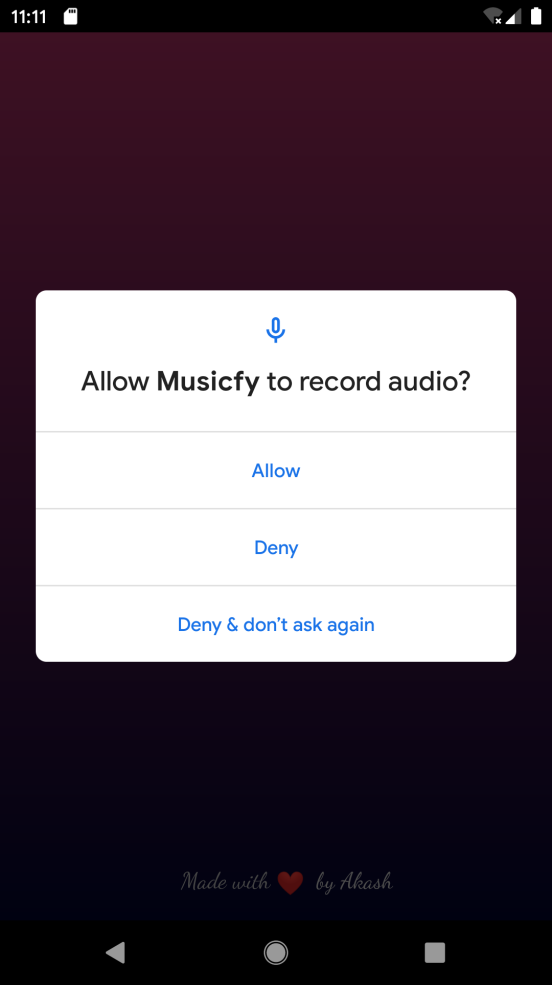 11:11
Allow Musicfy to record audio?
Allow
Deny
Deny & don’t ask again
Made with ❤️ by Akash